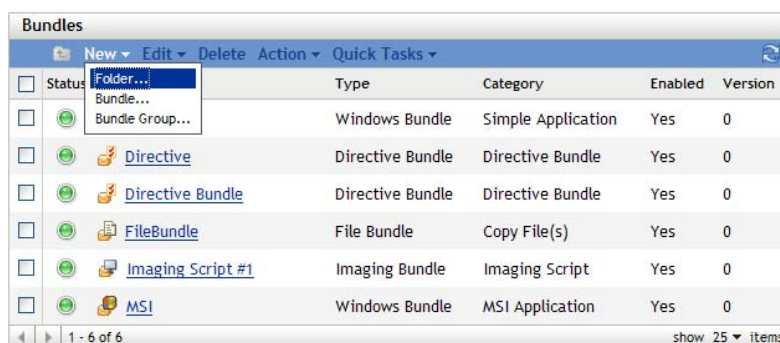 Bundles
New Edit Delete Action Quick Tasks
Status Type Category Enabled Version
Folder...
Bundle...
Bundle Group...
Windows Bundle Simple Application Yes 0
Directive Directive Bundle Directive Bundle Yes 0
Directive Bundle Directive Bundle Directive Bundle Yes 0
FileBundle File Bundle Copy File(s) Yes 0
Imaging Script #1 Imaging Bundle Imaging Script Yes 0
MSI Windows Bundle MSI Application Yes 0
1 - 6 of 6 show 25 items